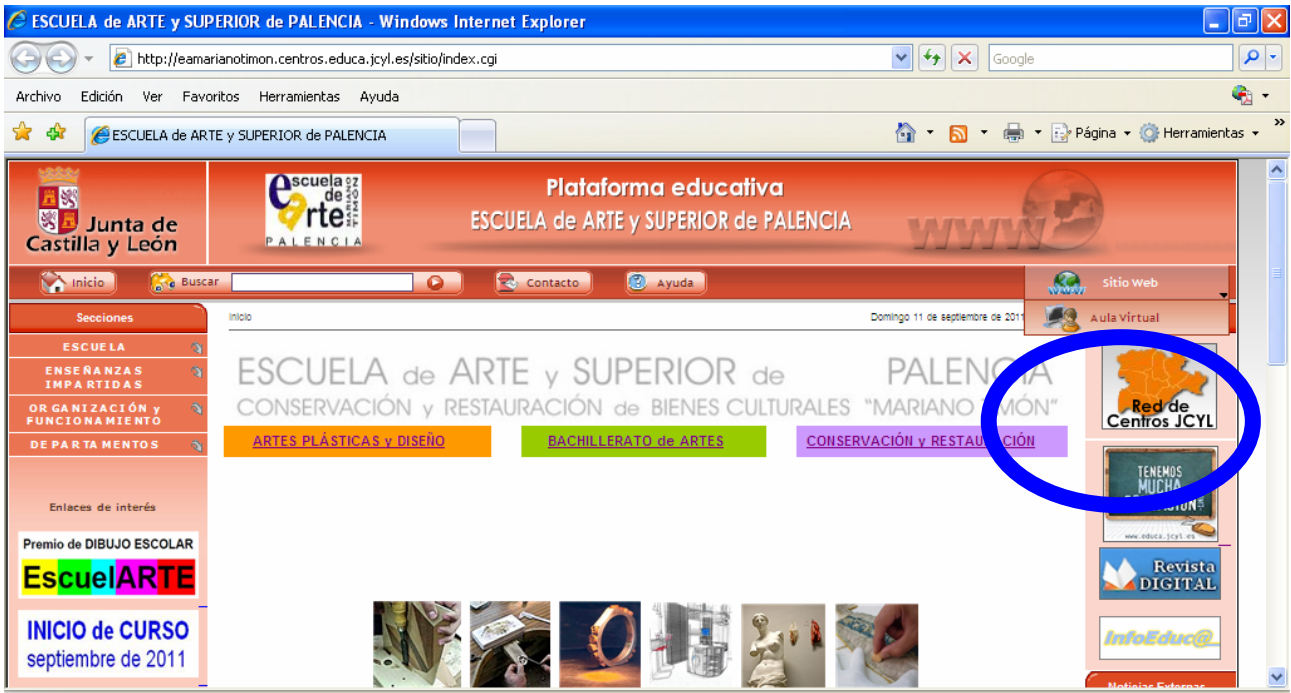 ESCUELA de ARTE y SUPERIOR de PALENCIA - Windows Internet Explorer
http://eamarianotimon.centros.educa.jcyl.es/sitio/index.cgi
Google
Archivo Edición Ver Favoritos Herramientas Ayuda
ESCUELA de ARTE y SUPERIOR de PALENCIA
Página Herramientas »
Junta de
Castilla y León
escuela
de
arte
PALENCIA
Plataforma educativa
ESCUELA de ARTE y SUPERIOR de PALENCIA
www
Inicio Buscar Contacto Ayuda
Sitio Web
Aula Virtual
Secciones
Inicio
Domingo 11 de septiembre de 2011
ESCUELA
ENSEÑANZAS
IMPARTIDAS
ORGANIZACIÓN y
FUNCIONAMIENTO
DEPARTAMENTOS
Enlaces de interés
Premio de DIBUJO ESCOLAR
EscuelARTE
INICIO de CURSO
septiembre de 2011
ESCUELA de ARTE y SUPERIOR de PALENCIA
CONSERVACIÓN y RESTAURACIÓN de BIENES CULTURALES "MARIANO TIMÓN"
ARTES PLÁSTICAS y DISEÑO
BACHILLERATO de ARTES
CONSERVACIÓN y RESTAURACIÓN
Red de
Centros JCYL
TENEMOS
MUCHA
www.educa.jcyl.es
Revista
DIGITAL
InfoEduc@
Noticias Externas